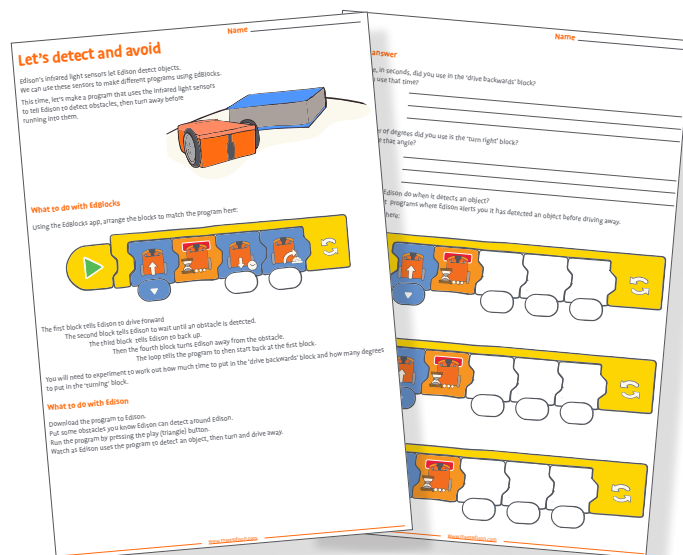 Name
Let's detect and avoid
Edison's infrared light sensors let Edison detect objects.
We can use these sensors to make different programs using EdBlocks.
This time, let's make a program that uses the infrared light sensors
to tell Edison to detect obstacles, then turn away before
running into them.
What to do with EdBlocks
Using the EdBlocks app, arrange the blocks to match the program here:
The first block tells Edison to drive forward
The second block tells Edison to wait until an obstacle is detected.
The third block tells Edison to back up.
Then the fourth block turns Edison away from the obstacle.
The loop tells the program to then start back at the first block.
You will need to experiment to work out how much time to put in the 'drive backwards' block and how many degrees
to put in the 'turning' block.
What to do with Edison
Download the program to Edison.
Put some obstacles you know Edison can detect around Edison.
Run the program by pressing the play (triangle) button.
Watch as Edison uses the program to detect an object, then turn and drive away.
Name
answer
, in seconds, did you use in the 'drive backwards' block?
use that time?
of degrees did you use is the 'turn right' block?
that angle?
Edison do when it detects an object?
programs where Edison alerts you it has detected an object before driving away.
here: